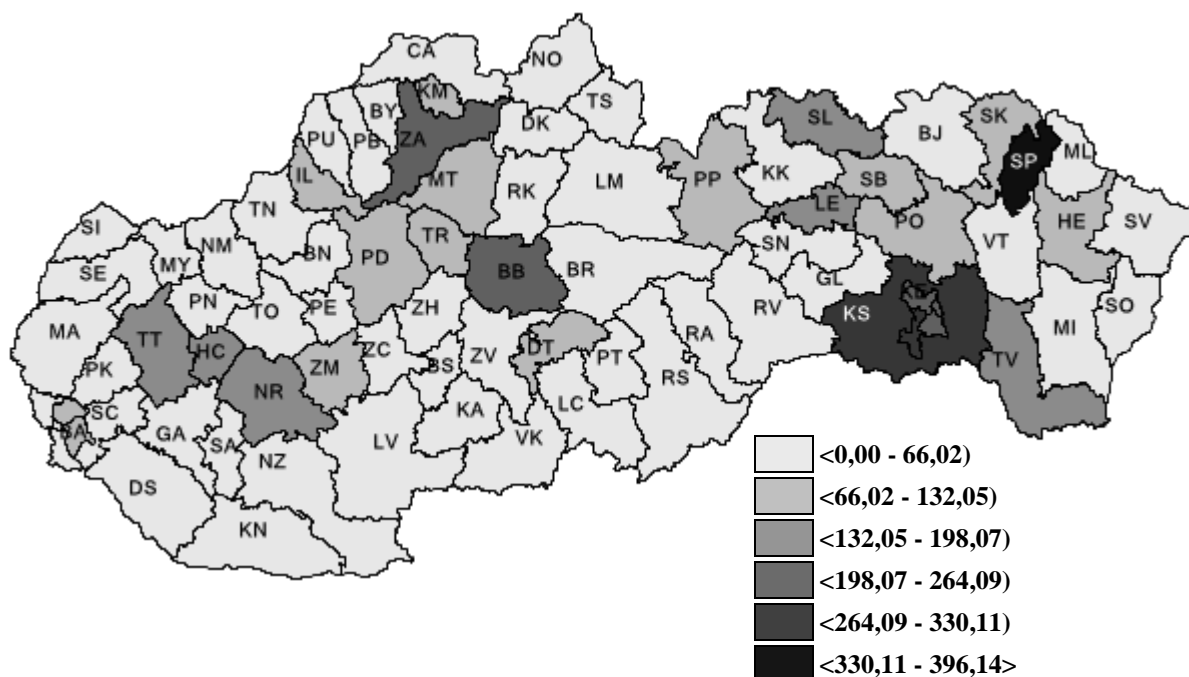 CA
NO
KM
TS
BY
PU
PB
ZA
DK
SL
BJ
SK
SP
ML
IL
MT
RK
LM
PP
KK
SB
TN
LE
PO
HE
SV
SI
NM
BN
PD
TR
SN
VT
SE
MY
BB
BR
GL
PN
TO
PE
ZH
RV
KE
SO
MA
TT
HC
ZM
ZC
ZV
DT
PT
RA
KS
MI
PK
NR
BS
RS
TV
SC
KA
LC
BA
GA
SA
NZ
LV
VK
DS
KN
<0,00 - 66,02)
<66,02 - 132,05)
<132,05 - 198,07)
<198,07 - 264,09)
<264,09 - 330,11)
<330,11 - 396,14>